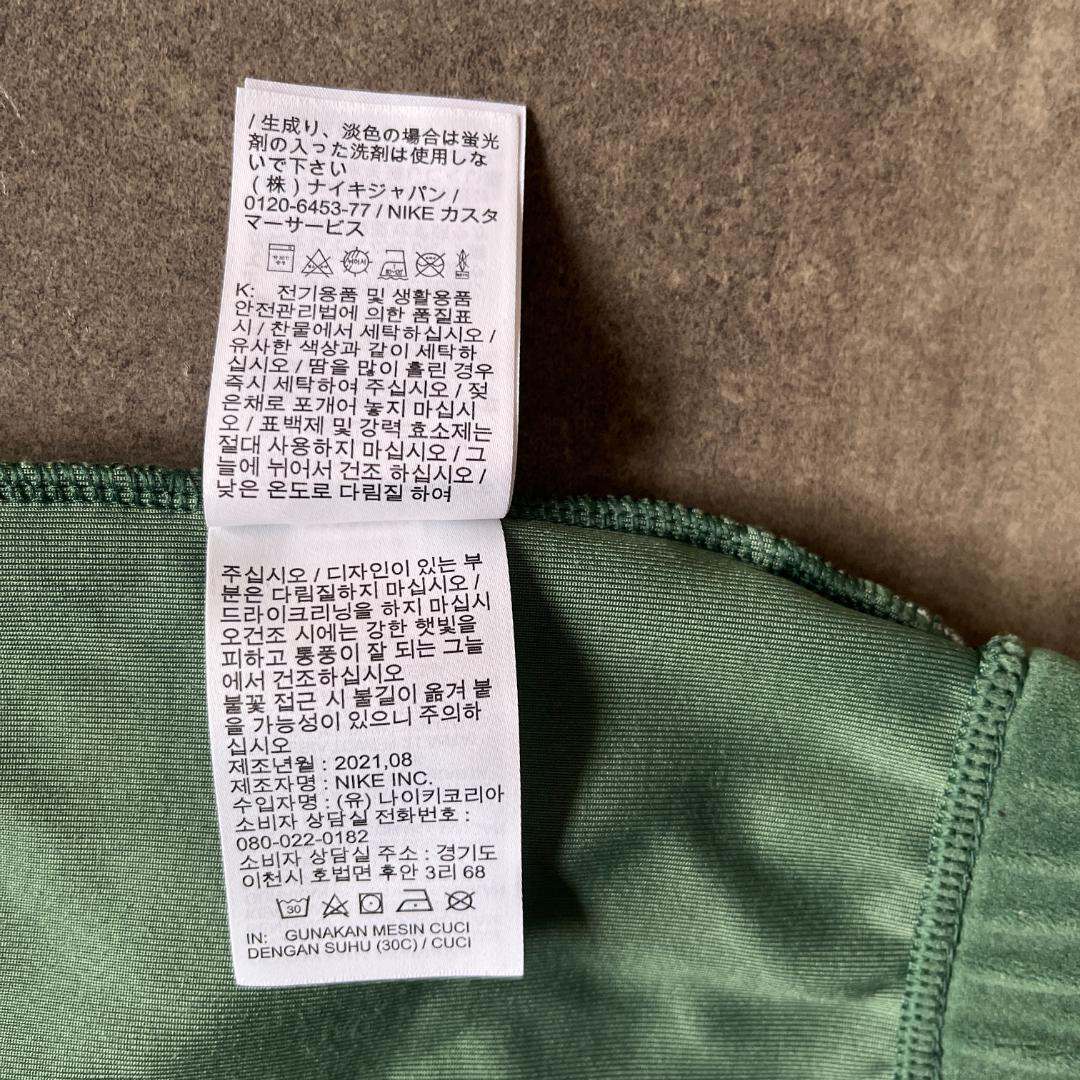 / 生成り、淡色の場合は蛍光
剤の入った洗剤は使用しな
いで下さい
(株)ナイキジャパン /
0120-6453-77 / NIKE カスタ
マーサービス
K: 전기용품 및 생활용품
안전관리법에 의한 품질표
시 / 찬물에서 세탁하십시오 /
유사한 색상과 같이 세탁하
십시오 / 땀을 많이 흘린 경우
즉시 세탁하여 주십시오 / 젖
은채로 포개어 놓지 마십시
오 / 표백제 및 강력 효소제는
절대 사용하지 마십시오 / 그
늘에 뉘어서 건조 하십시오 /
낮은 온도로 다림질 하여
주십시오 / 디자인이 있는 부
분은 다림질하지 마십시오 /
드라이크리닝을 하지 마십시
오건조 시에는 강한 햇빛을
피하고 통풍이 잘 되는 그늘
에서 건조하십시오
불꽃 접근 시 불길이 옮겨 붙
을 가능성이 있으니 주의하
십시오
제조년월 : 2021,08
제조자명 : NIKE INC.
수입자명 : (유) 나이키코리아
소비자 상담실 전화번호 :
080-022-0182
소비자 상담실 주소 : 경기도
이천시 호법면 후안 3리 68
30
IN: GUNAKAN MESIN CUCI
DENGAN SUHU (30C) / CUCI